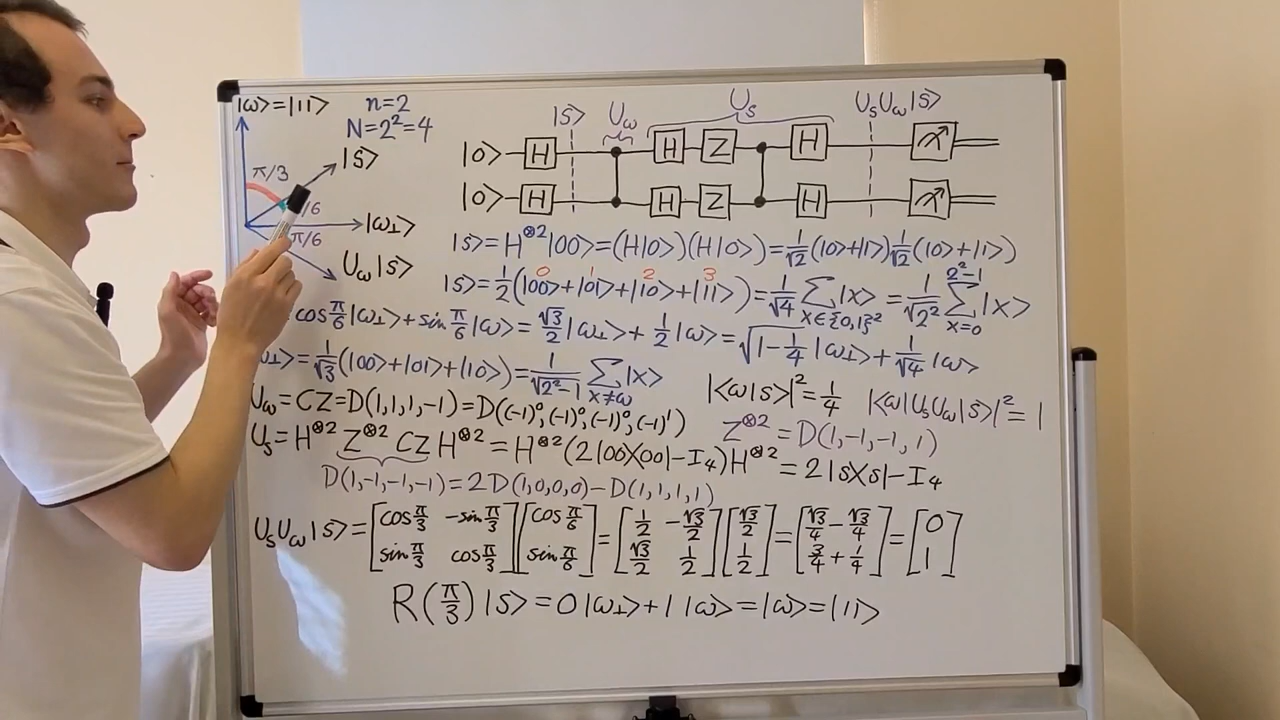 |ω⟩=|11⟩
n=2
N=2²=4
|s⟩
π/3
π/6
|ω⊥⟩
π/6
U_ω|s⟩
|s⟩ U_ω U_s U_sU_ω|s⟩
|0⟩ H H Z H
|0⟩ H H Z H
|s⟩=H^{⊗2}|00⟩=(H|0⟩)(H|0⟩)=1/√2(|0⟩+|1⟩)1/√2(|0⟩+|1⟩)
0 1 2 3
|s⟩=1/2(|00⟩+|01⟩+|10⟩+|11⟩)=1/√4 ∑_{x∈{0,1}²}|x⟩=1/√2² ∑_{x=0}^{2²-1}|x⟩
cos π/6|ω⊥⟩+sin π/6|ω⟩=√3/2|ω⊥⟩+1/2|ω⟩=√(1-1/4)|ω⊥⟩+1/√4|ω⟩
ω⊥⟩=1/√3(|00⟩+|01⟩+|10⟩)=1/√(2²-1) ∑_{x≠ω}|x⟩
|⟨ω|s⟩|²=1/4 |⟨ω|U_sU_ω|s⟩|²=1
U_ω=CZ=D(1,1,1,-1)=D((-1)⁰,(-1)⁰,(-1)⁰,(-1)¹)
Z^{⊗2}=D(1,-1,-1,1)
U_s=H^{⊗2}Z^{⊗2}CZH^{⊗2}=H^{⊗2}(2|00⟩⟨00|-I₄)H^{⊗2}=2|s⟩⟨s|-I₄
D(1,-1,-1,-1)=2D(1,0,0,0)-D(1,1,1,1)
U_sU_ω|s⟩=[cos π/3 -sin π/3; sin π/3 cos π/3][cos π/6; sin π/6]=[1/2 -√3/2; √3/2 1/2][√3/2; 1/2]=[√3/4-√3/4; 3/4+1/4]=[0; 1]
R(π/3)|s⟩=0|ω⊥⟩+1|ω⟩=|ω⟩=|11⟩